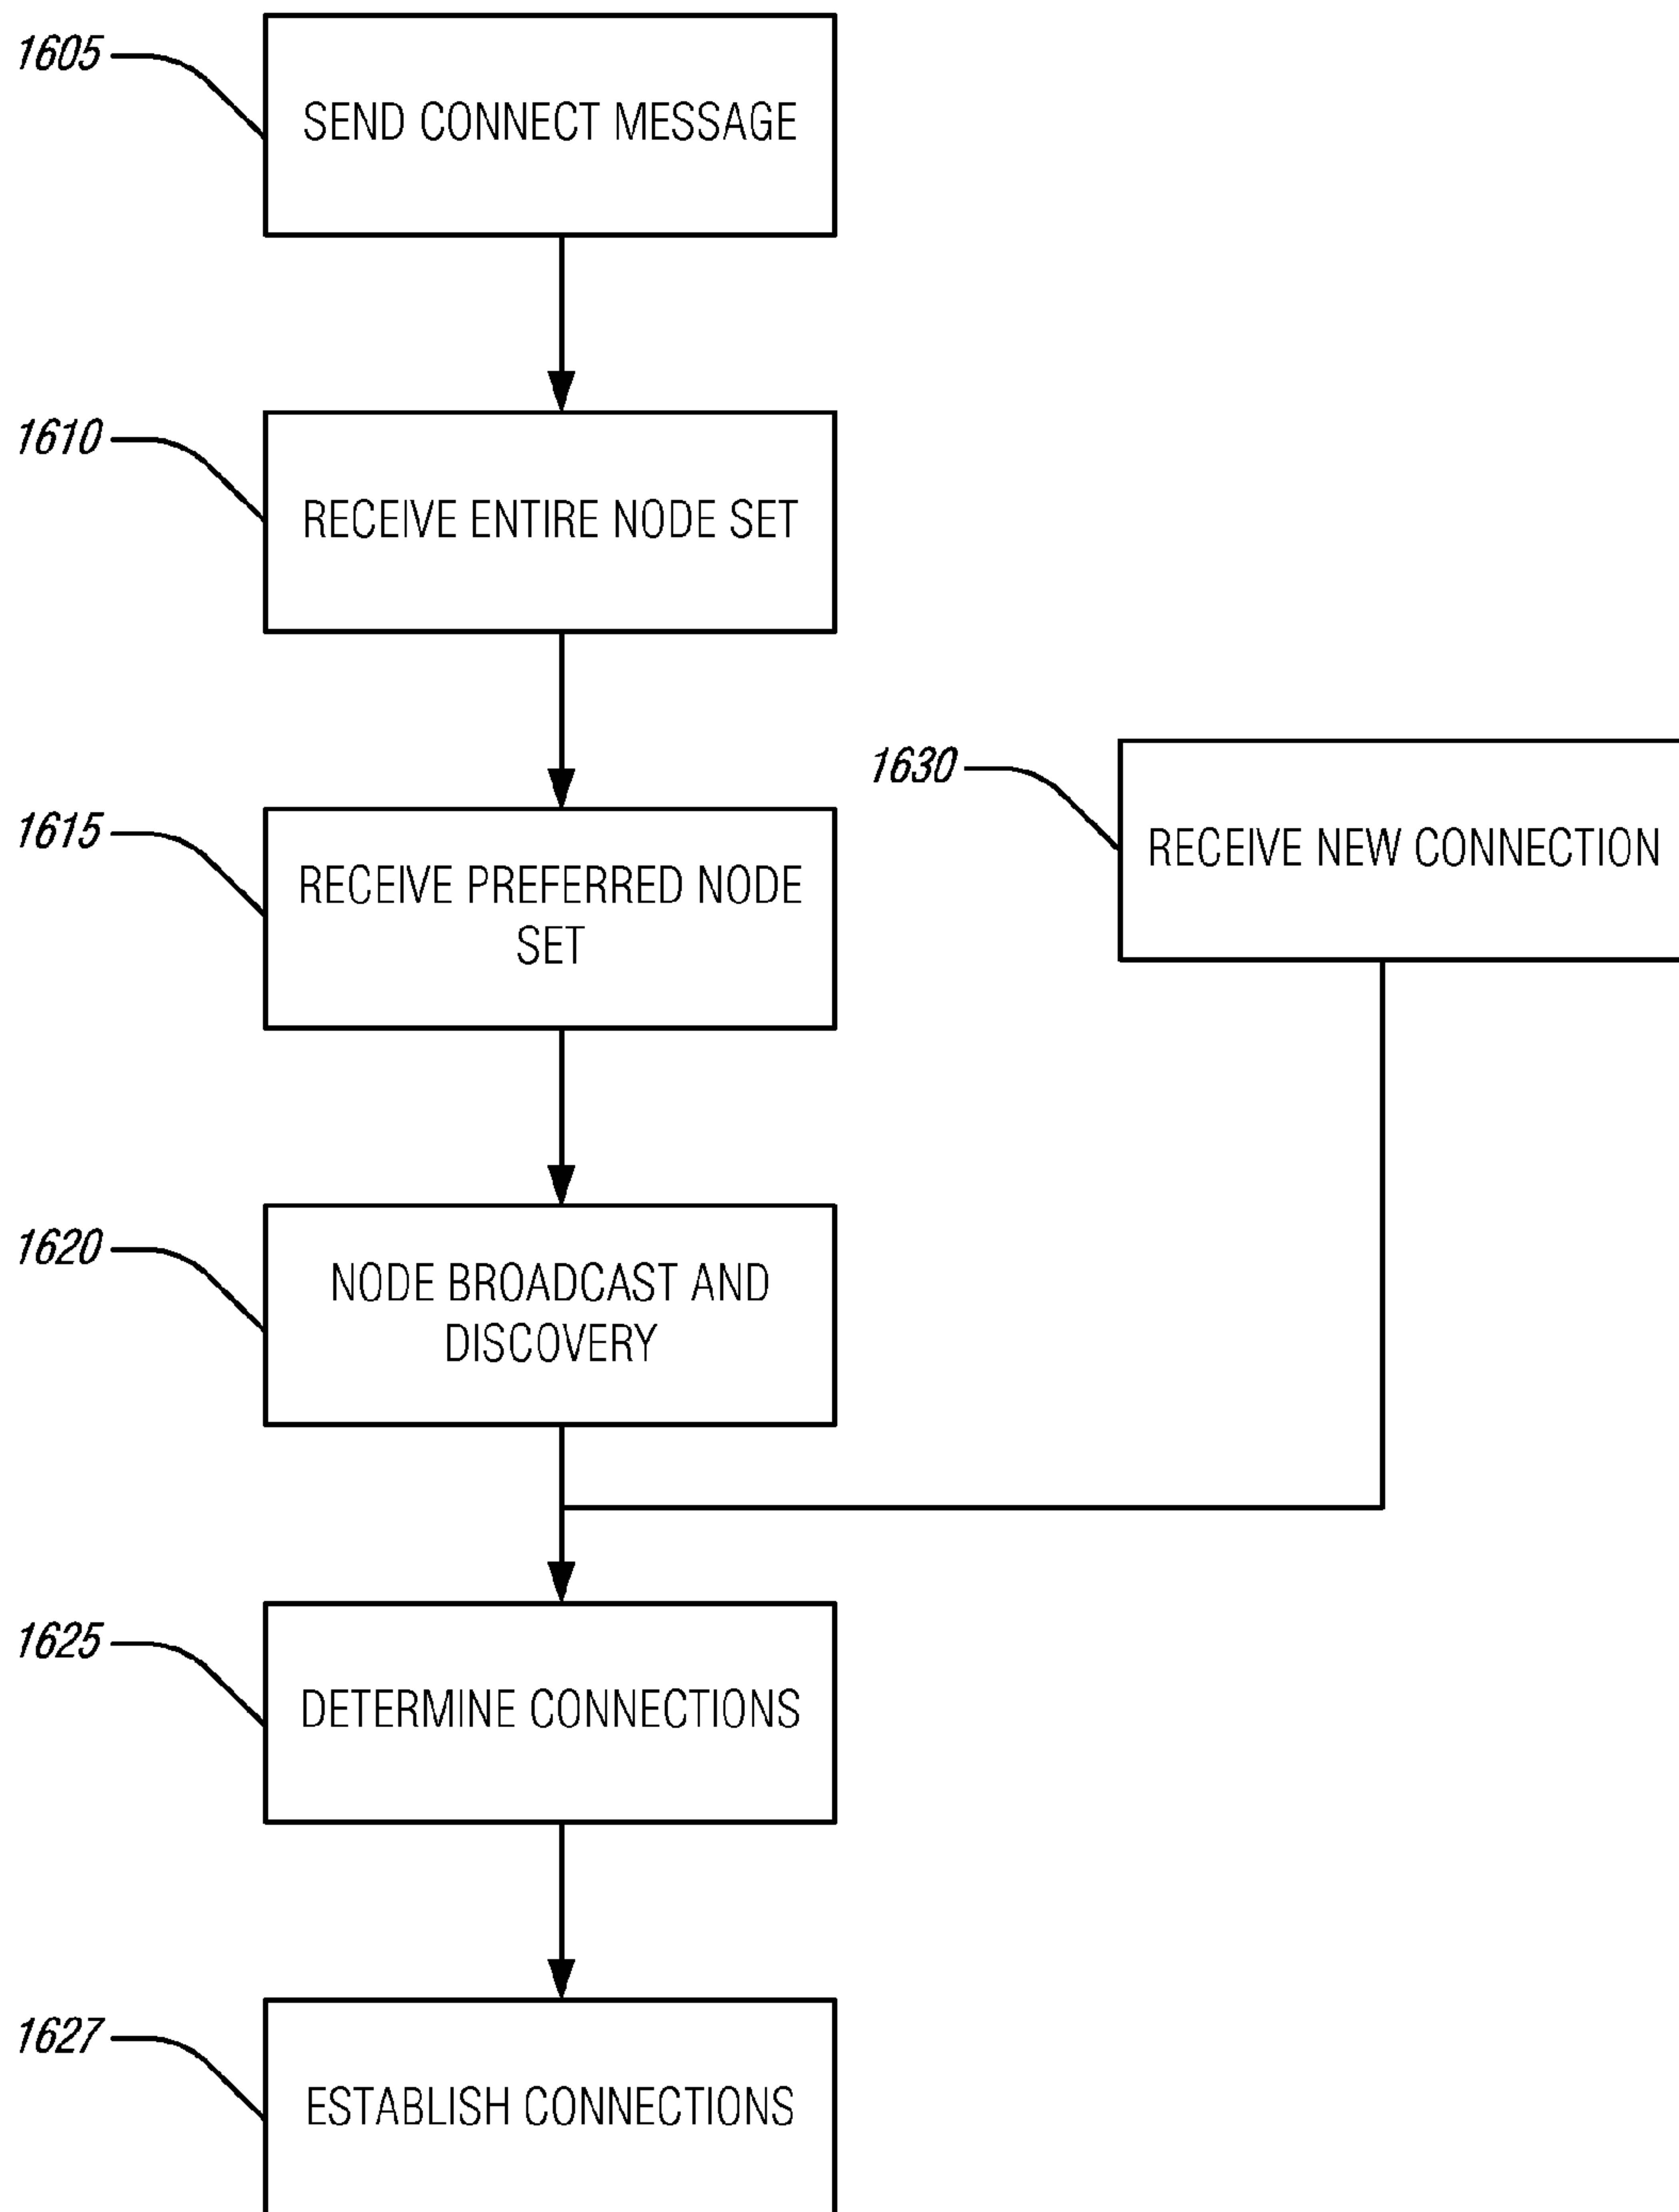 1605
SEND CONNECT MESSAGE
1610
RECEIVE ENTIRE NODE SET
1615
RECEIVE PREFERRED NODE
SET
1630
RECEIVE NEW CONNECTION
1620
NODE BROADCAST AND
DISCOVERY
1625
DETERMINE CONNECTIONS
1627
ESTABLISH CONNECTIONS